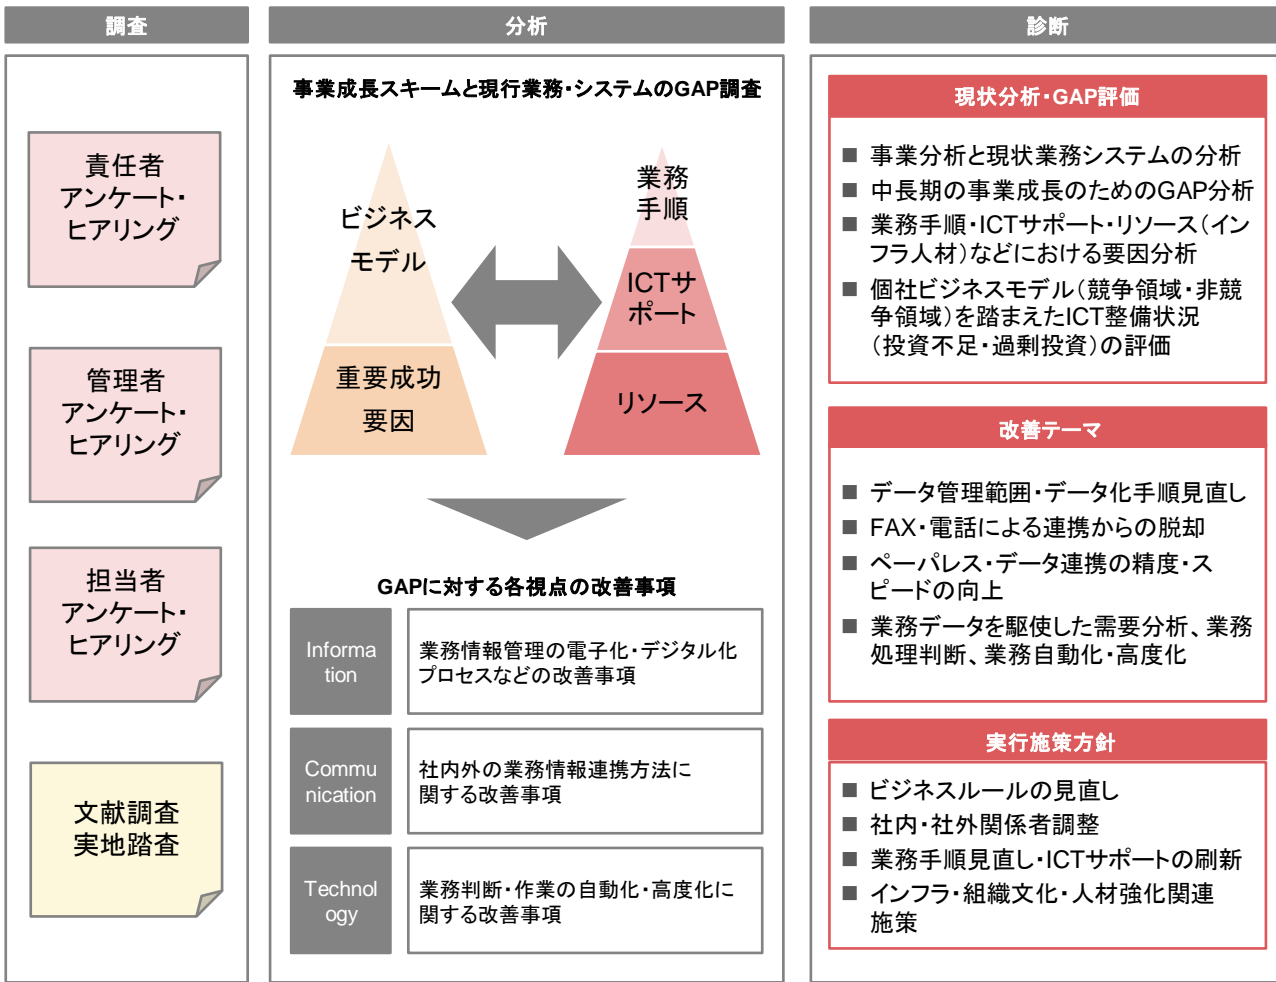 調査
責任者
アンケート・
ヒアリング
管理者
アンケート・
ヒアリング
担当者
アンケート・
ヒアリング
文献調査
実地踏査
分析
事業成長スキームと現行業務・システムのGAP調査
ビジネス
モデル
重要成功
要因
業務
手順
ICTサ
ポート
リソース
GAPに対する各視点の改善事項
Informa
tion
業務情報管理の電子化・デジタル化
プロセスなどの改善事項
Commu
nication
社内外の業務情報連携方法に
関する改善事項
Technol
ogy
業務判断・作業の自動化・高度化に
関する改善事項
診断
現状分析・GAP評価
■ 事業分析と現状業務システムの分析
■ 中長期の事業成長のためのGAP分析
■ 業務手順・ICTサポート・リソース（イン
フラ人材）などにおける要因分析
■ 個社ビジネスモデル（競争領域・非競
争領域）を踏まえたICT整備状況
（投資不足・過剰投資）の評価
改善テーマ
■ データ管理範囲・データ化手順見直し
■ FAX・電話による連携からの脱却
■ ペーパレス・データ連携の精度・ス
ピードの向上
■ 業務データを駆使した需要分析、業務
処理判断、業務自動化・高度化
実行施策方針
■ ビジネスルールの見直し
■ 社内・社外関係者調整
■ 業務手順見直し・ICTサポートの刷新
■ インフラ・組織文化・人材強化関連
施策